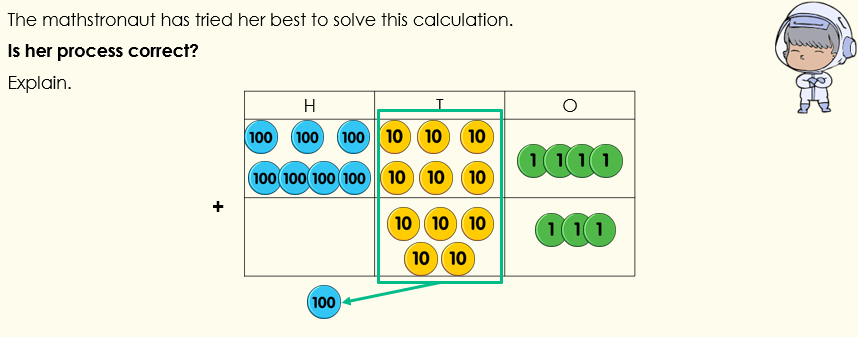 The mathstronaut has tried her best to solve this calculation.
Is her process correct?
Explain.
H T O
100 100 100 10 10 10
1 1 1 1
100 100 100 100 10 10 10
+
10 10 10 1 1 1
10 10
100